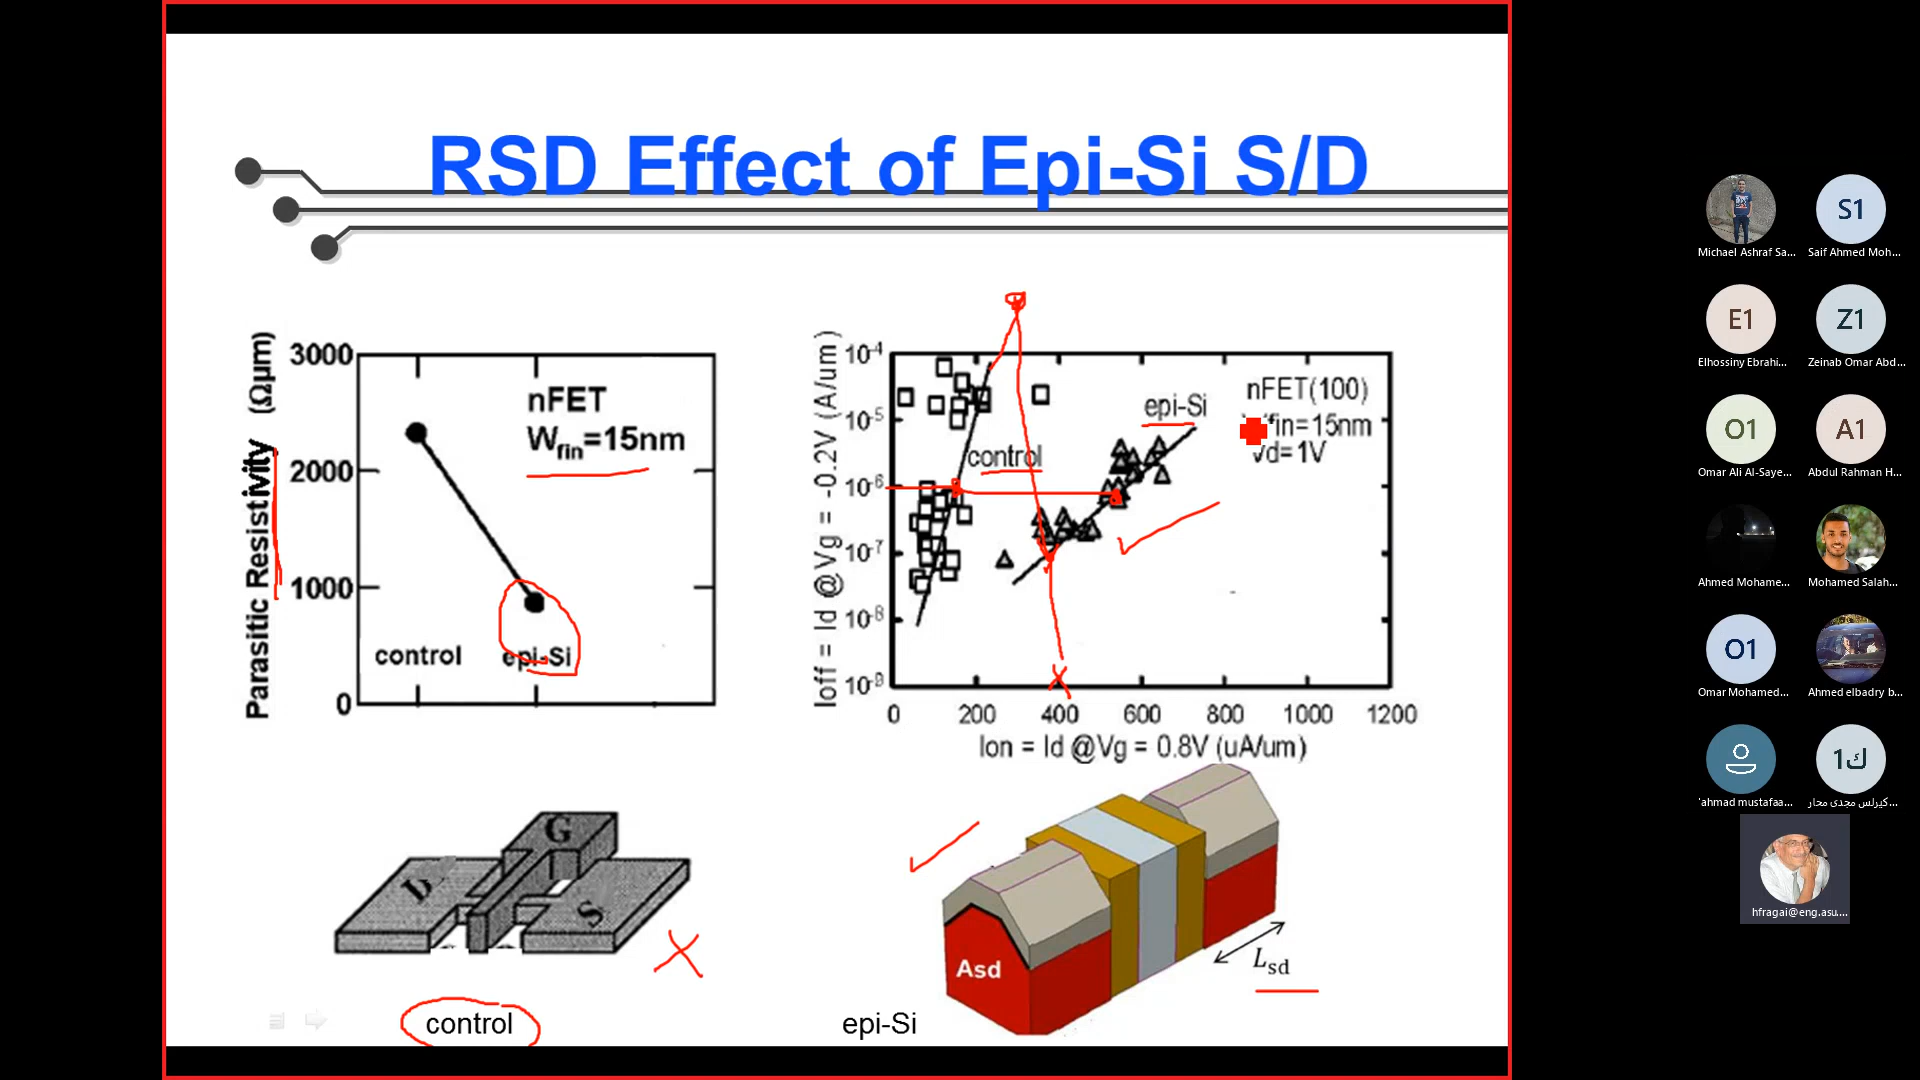 RSD Effect of Epi-Si S/D
Parasitic Resistivity (Ωμm)
3000
2000
1000
0
nFET
Wfin=15nm
control
epi-Si
Ioff = Id @Vg = -0.2V (A/um)
10-4
10-5
10-6
10-7
10-8
10-9
epi-Si
control
nFET(100)
fin=15nm
Vd=1V
0 200 400 600 800 1000 1200
Ion = Id @Vg = 0.8V (uA/um)
D
G
S
control
Asd
Lsd
epi-Si
Michael Ashraf Sa...
S1
Saif Ahmed Moh...
E1
Elhossiny Ebrahi...
Z1
Zeinab Omar Abd...
O1
Omar Ali Al-Saye...
A1
Abdul Rahman H...
Ahmed Mohame...
Mohamed Salah...
O1
Omar Mohamed...
Ahmed elbadry b...
'ahmad mustafaa...
ك1
كيرلس مجدى محار...
hfragai@eng.asu....